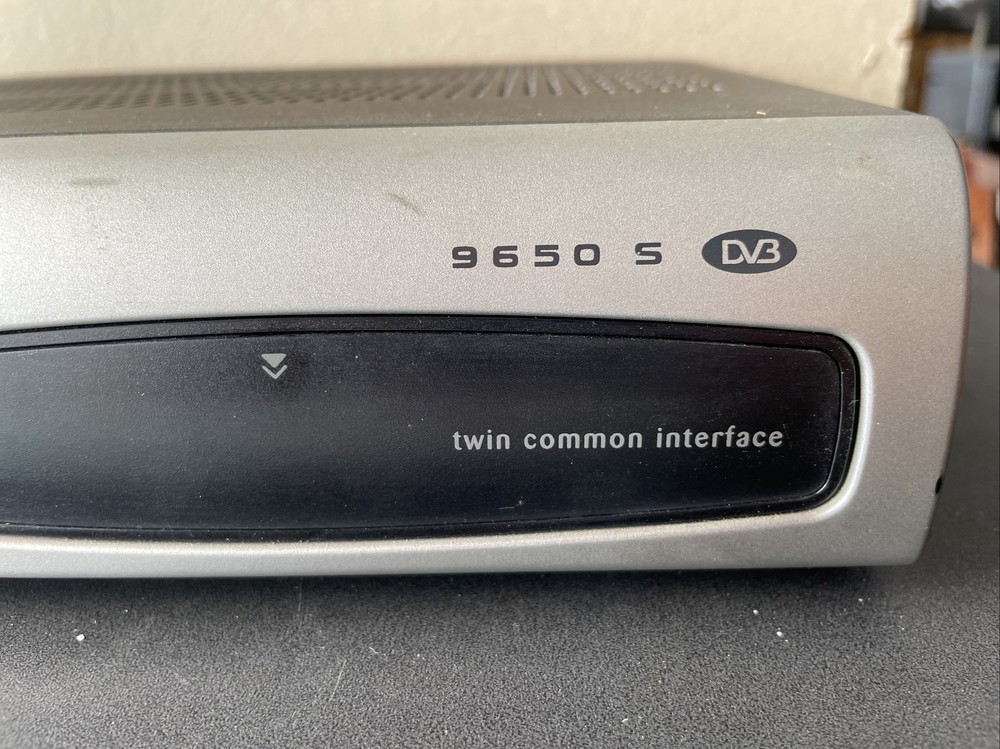 9650 S DVB
twin common interface